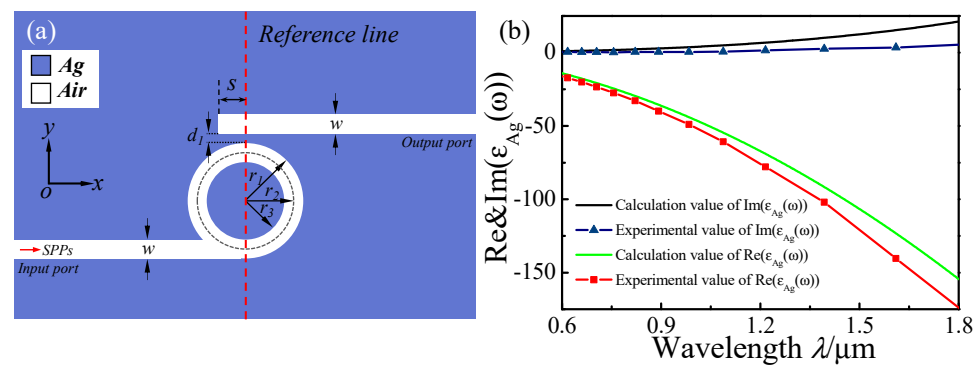 (a)
Reference line
Ag
Air
s
w
d1
Output port
y
x
o
r1
r2
r3
SPPs
w
Input port
(b)
Re&Im(εAg(ω))
0
-50
-100
-150
Calculation value of Im(εAg(ω))
Experimental value of Im(εAg(ω))
Calculation value of Re(εAg(ω))
Experimental value of Re(εAg(ω))
0.6 0.9 1.2 1.5 1.8
Wavelength λ/μm